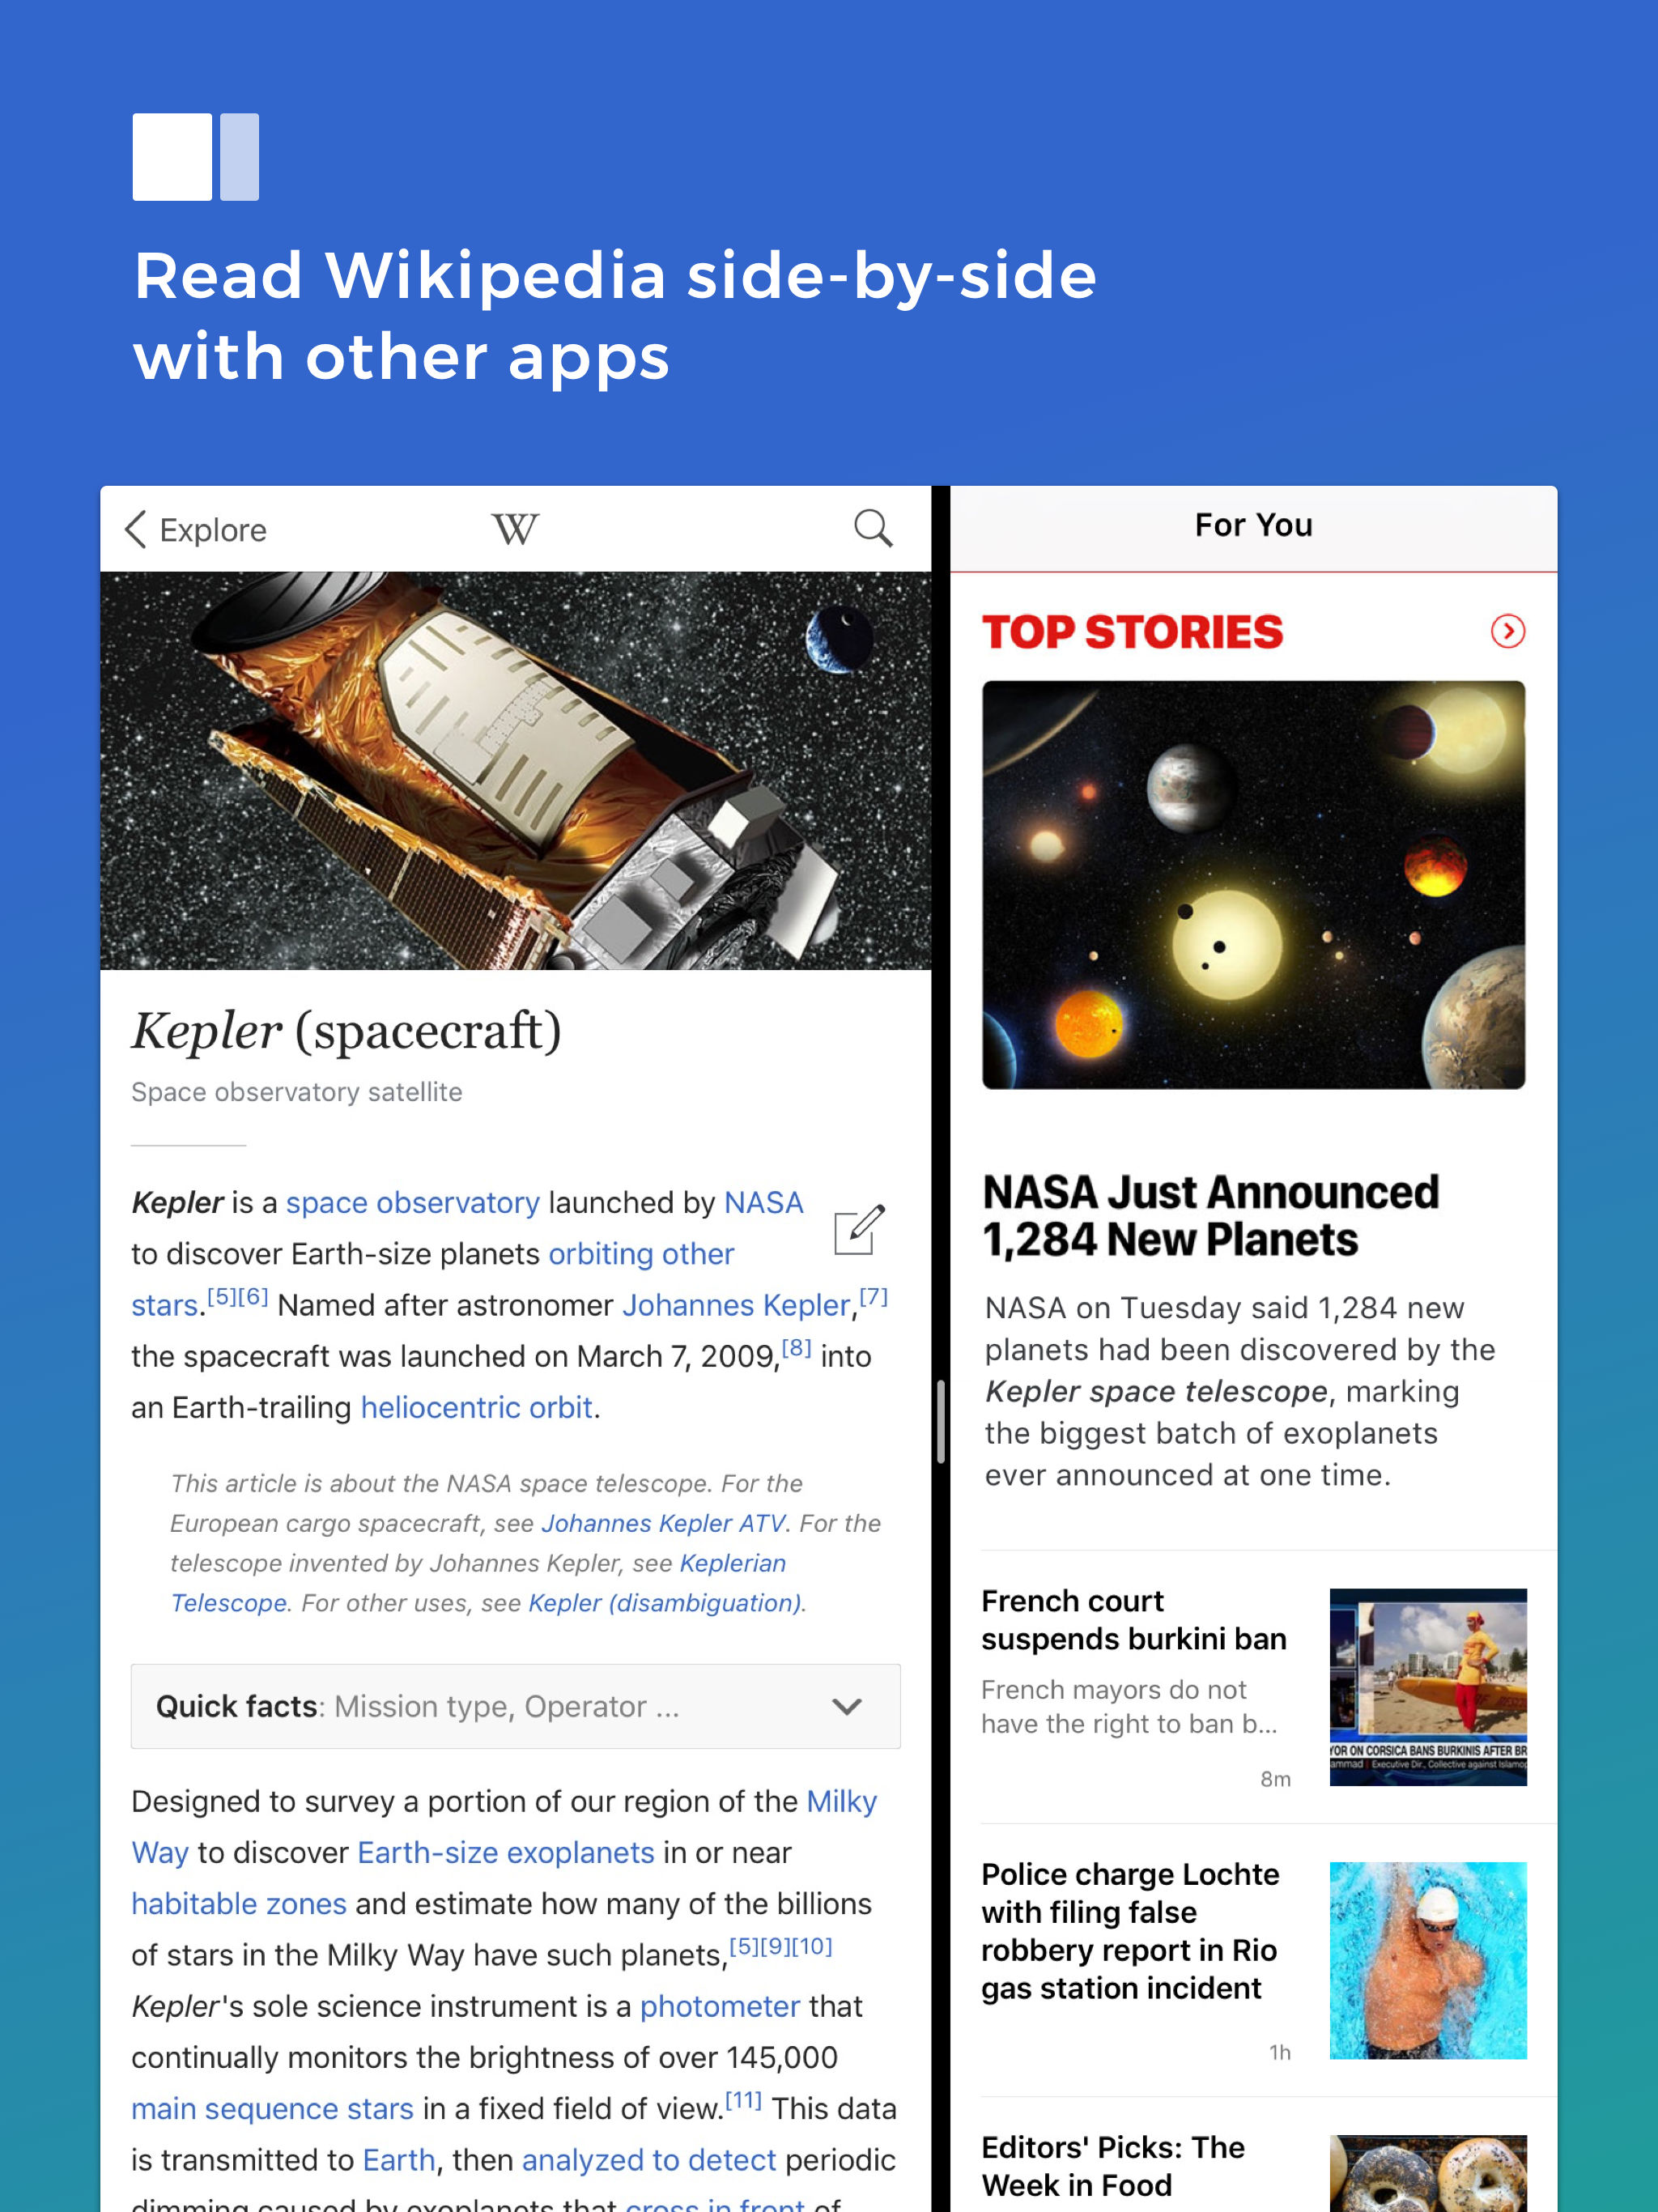 Read Wikipedia side-by-side
with other apps
Explore
W
Kepler (spacecraft)
Space observatory satellite
Kepler is a space observatory launched by NASA
to discover Earth-size planets orbiting other
stars.[5][6] Named after astronomer Johannes Kepler,[7]
the spacecraft was launched on March 7, 2009,[8] into
an Earth-trailing heliocentric orbit.
This article is about the NASA space telescope. For the
European cargo spacecraft, see Johannes Kepler ATV. For the
telescope invented by Johannes Kepler, see Keplerian
Telescope. For other uses, see Kepler (disambiguation).
Quick facts: Mission type, Operator ...
Designed to survey a portion of our region of the Milky
Way to discover Earth-size exoplanets in or near
habitable zones and estimate how many of the billions
of stars in the Milky Way have such planets,[5][9][10]
Kepler's sole science instrument is a photometer that
continually monitors the brightness of over 145,000
main sequence stars in a fixed field of view.[11] This data
is transmitted to Earth, then analyzed to detect periodic
dimming caused by exoplanets that cross in front of
For You
TOP STORIES
NASA Just Announced
1,284 New Planets
NASA on Tuesday said 1,284 new
planets had been discovered by the
Kepler space telescope, marking
the biggest batch of exoplanets
ever announced at one time.
French court
suspends burkini ban
French mayors do not
have the right to ban b...
8m
YOR ON CORSICA BANS BURKINIS AFTER BR
ammad Executive Dir., Collective against Islamop
Police charge Lochte
with filing false
robbery report in Rio
gas station incident
1h
Editors' Picks: The
Week in Food